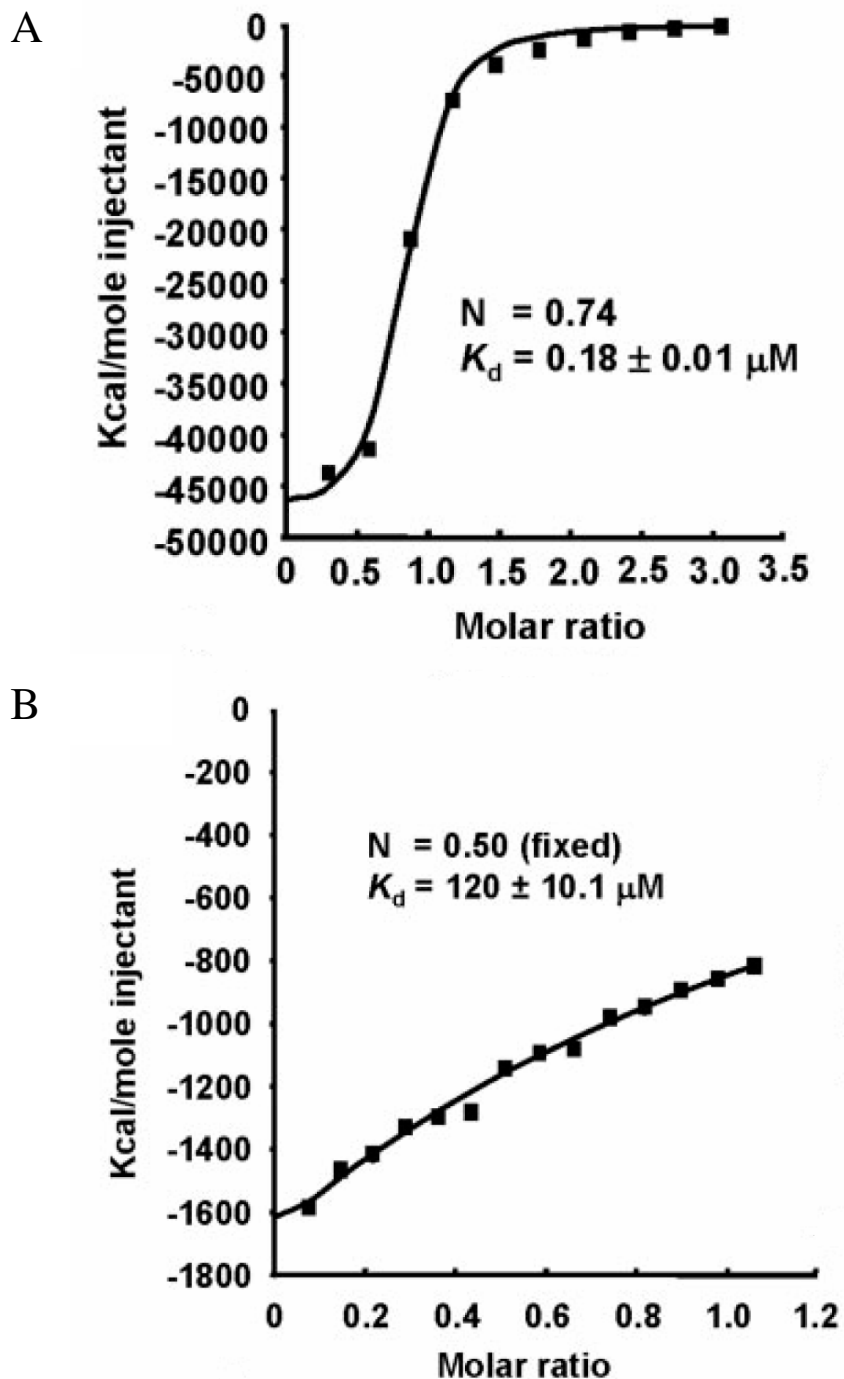 A
0
-5000
-10000
-15000
-20000
-25000
-30000
-35000
-40000
-45000
-50000
Kcal/mole injectant
N = 0.74
Kd = 0.18 ± 0.01 µM
0 0.5 1.0 1.5 2.0 2.5 3.0 3.5
Molar ratio
B
0
-200
-400
-600
-800
-1000
-1200
-1400
-1600
-1800
Kcal/mole injectant
N = 0.50 (fixed)
Kd = 120 ± 10.1 µM
0 0.2 0.4 0.6 0.8 1.0 1.2
Molar ratio